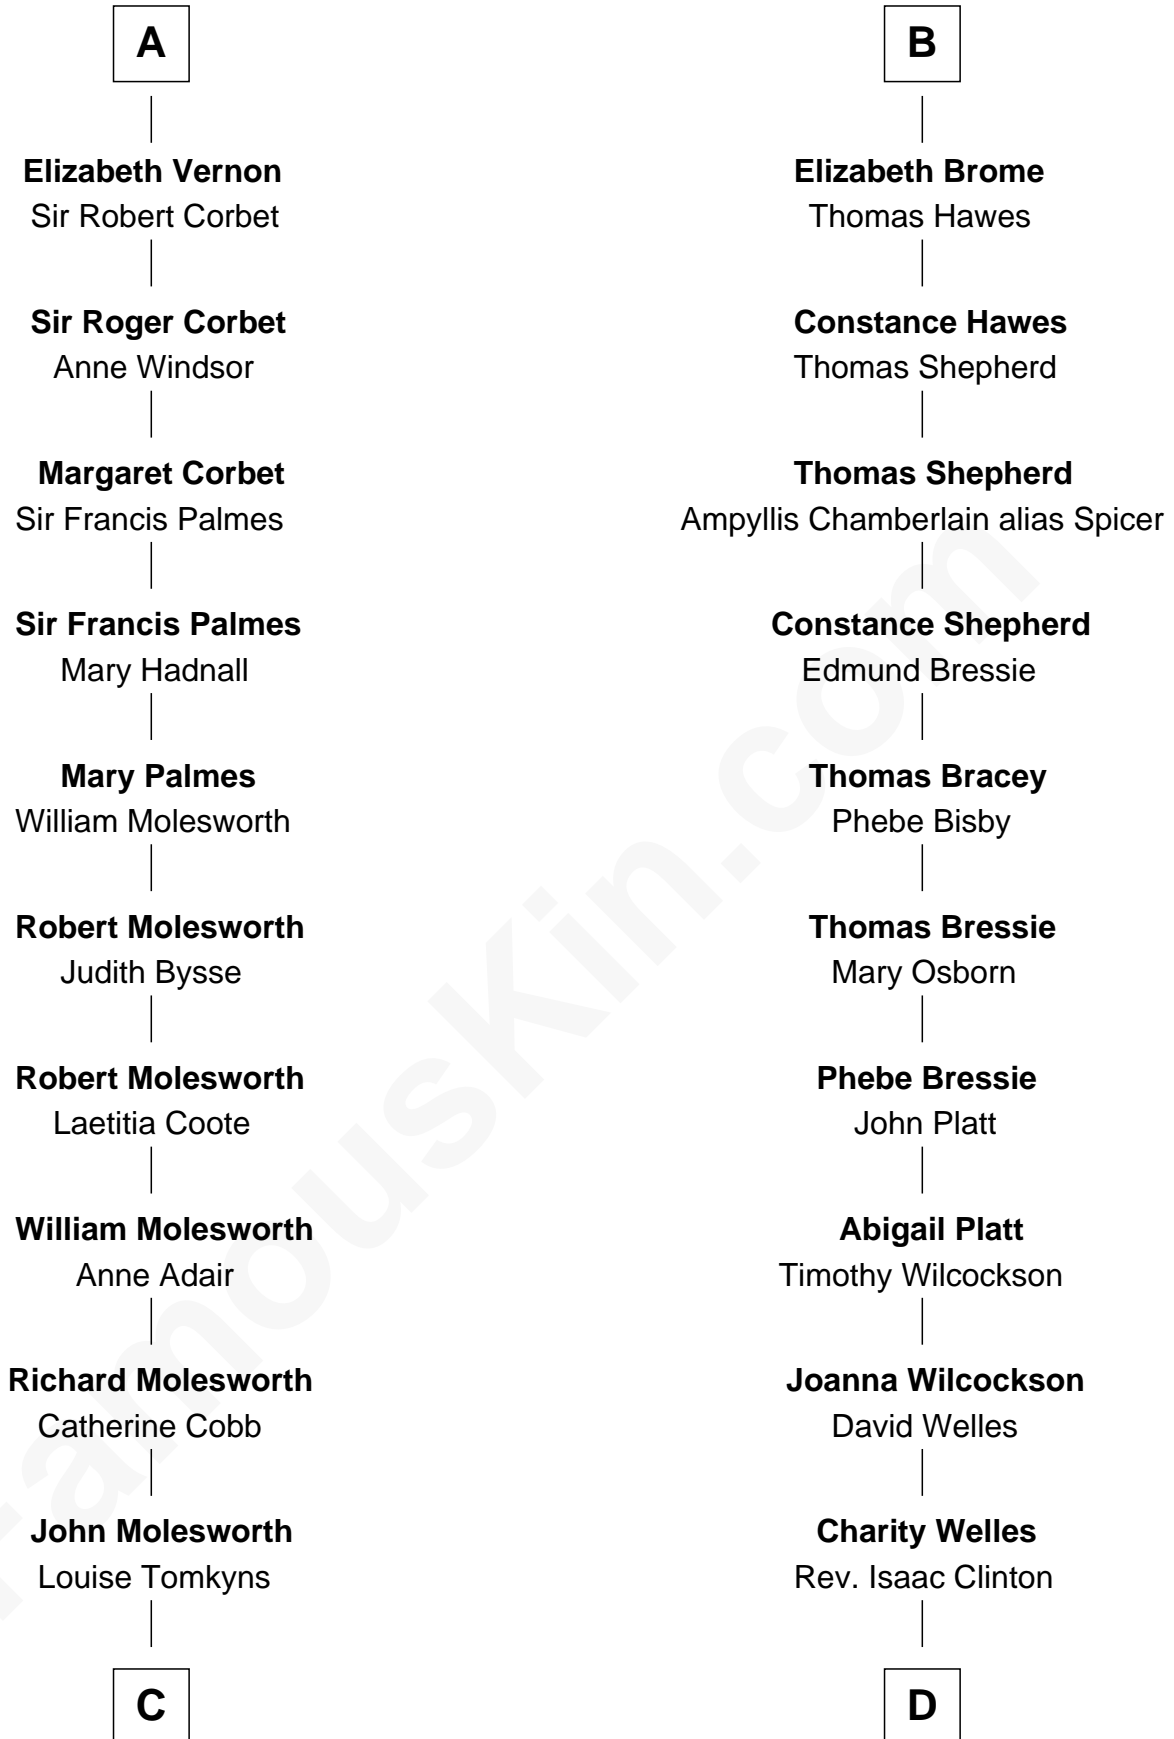 A
Elizabeth Vernon
Sir Robert Corbet
Sir Roger Corbet
Anne Windsor
Margaret Corbet
Sir Francis Palmes
Sir Francis Palmes
Mary Hadnall
Mary Palmes
William Molesworth
Robert Molesworth
Judith Bysse
Robert Molesworth
Laetitia Coote
William Molesworth
Anne Adair
Richard Molesworth
Catherine Cobb
John Molesworth
Louise Tomkyns
C
B
Elizabeth Brome
Thomas Hawes
Constance Hawes
Thomas Shepherd
Thomas Shepherd
Ampyllis Chamberlain alias Spicer
Constance Shepherd
Edmund Bressie
Thomas Bracey
Phebe Bisby
Thomas Bressie
Mary Osborn
Phebe Bressie
John Platt
Abigail Platt
Timothy Wilcockson
Joanna Wilcockson
David Welles
Charity Welles
Rev. Isaac Clinton
D
FamousKin.com